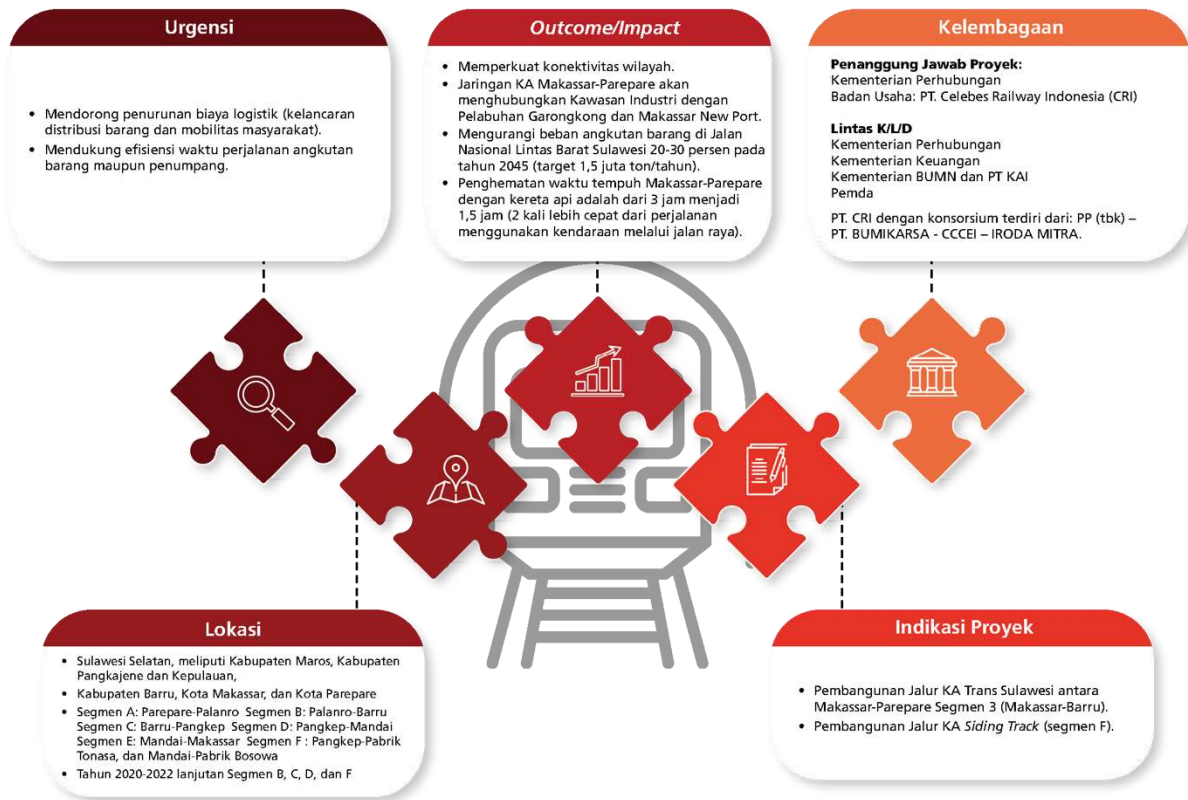 Urgensi
• Mendorong penurunan biaya logistik (kelancaran
distribusi barang dan mobilitas masyarakat).
• Mendukung efisiensi waktu perjalanan angkutan
barang maupun penumpang.
Outcome/Impact
• Memperkuat konektivitas wilayah.
• Jaringan KA Makassar-Parepare akan
menghubungkan Kawasan Industri dengan
Pelabuhan Garongkong dan Makassar New Port.
• Mengurangi beban angkutan barang di Jalan
Nasional Lintas Barat Sulawesi 20-30 persen pada
tahun 2045 (target 1,5 juta ton/tahun).
• Penghematan waktu tempuh Makassar-Parepare
dengan kereta api adalah dari 3 jam menjadi
1,5 jam (2 kali lebih cepat dari perjalanan
menggunakan kendaraan melalui jalan raya).
Kelembagaan
Penanggung Jawab Proyek:
Kementerian Perhubungan
Badan Usaha: PT. Celebes Railway Indonesia (CRI)
Lintas K/L/D
Kementerian Perhubungan
Kementerian Keuangan
Kementerian BUMN dan PT KAI
Pemda
PT. CRI dengan konsorsium terdiri dari: PP (tbk) –
PT. BUMIKARSA - CCCEI – IRODA MITRA.
Lokasi
• Sulawesi Selatan, meliputi Kabupaten Maros, Kabupaten
Pangkajene dan Kepulauan,
• Kabupaten Barru, Kota Makassar, dan Kota Parepare
• Segmen A: Parepare-Palanro Segmen B: Palanro-Barru
Segmen C: Barru-Pangkep Segmen D: Pangkep-Mandai
Segmen E: Mandai-Makassar Segmen F : Pangkep-Pabrik
Tonasa, dan Mandai-Pabrik Bosowa
• Tahun 2020-2022 lanjutan Segmen B, C, D, dan F
Indikasi Proyek
• Pembangunan Jalur KA Trans Sulawesi antara
Makassar-Parepare Segmen 3 (Makassar-Barru).
• Pembangunan Jalur KA Siding Track (segmen F).